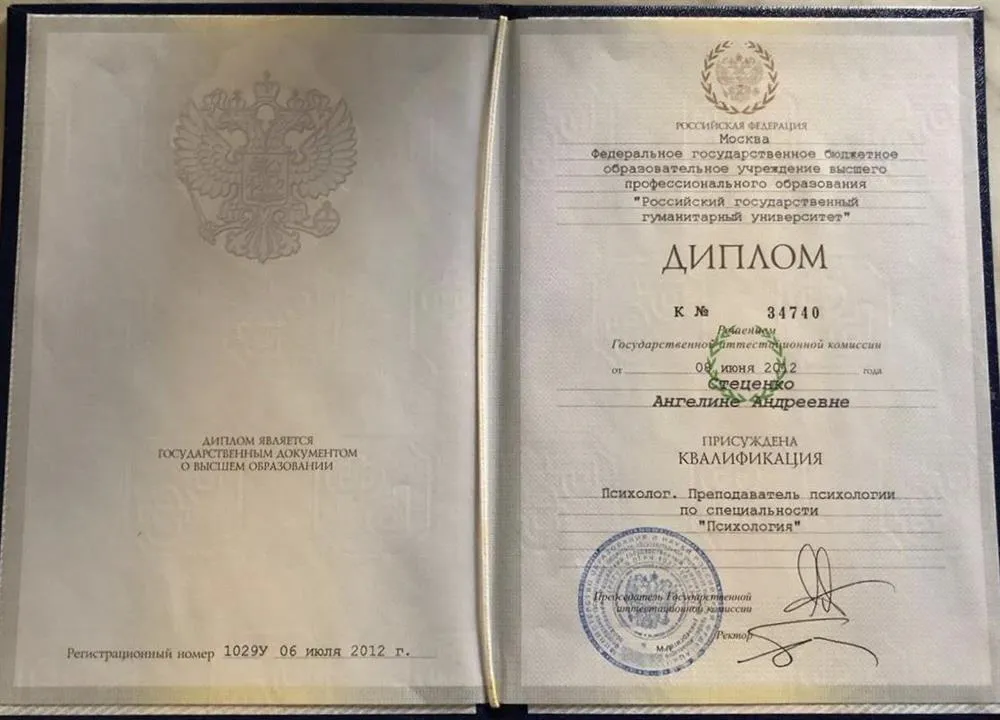 ДИПЛОМ ЯВЛЯЕТСЯ
ГОСУДАРСТВЕННЫМ ДОКУМЕНТОМ
О ВЫСШЕМ ОБРАЗОВАНИИ
Регистрационный номер 1029У 06 июля 2012 г.
РОССИЙСКАЯ ФЕДЕРАЦИЯ
Москва
Федеральное государственное бюджетное
образовательное учреждение высшего
профессионального образования
"Российский государственный
гуманитарный университет"
ДИПЛОМ
К № 34740
Решением
Государственной аттестационной комиссии
от 08 июня 2012 года
Стеценко
Ангелине Андреевне
ПРИСУЖДЕНА
КВАЛИФИКАЦИЯ
Психолог. Преподаватель психологии
по специальности
"Психология"
Председатель Государственной
аттестационной комиссии
Ректор
М.П.